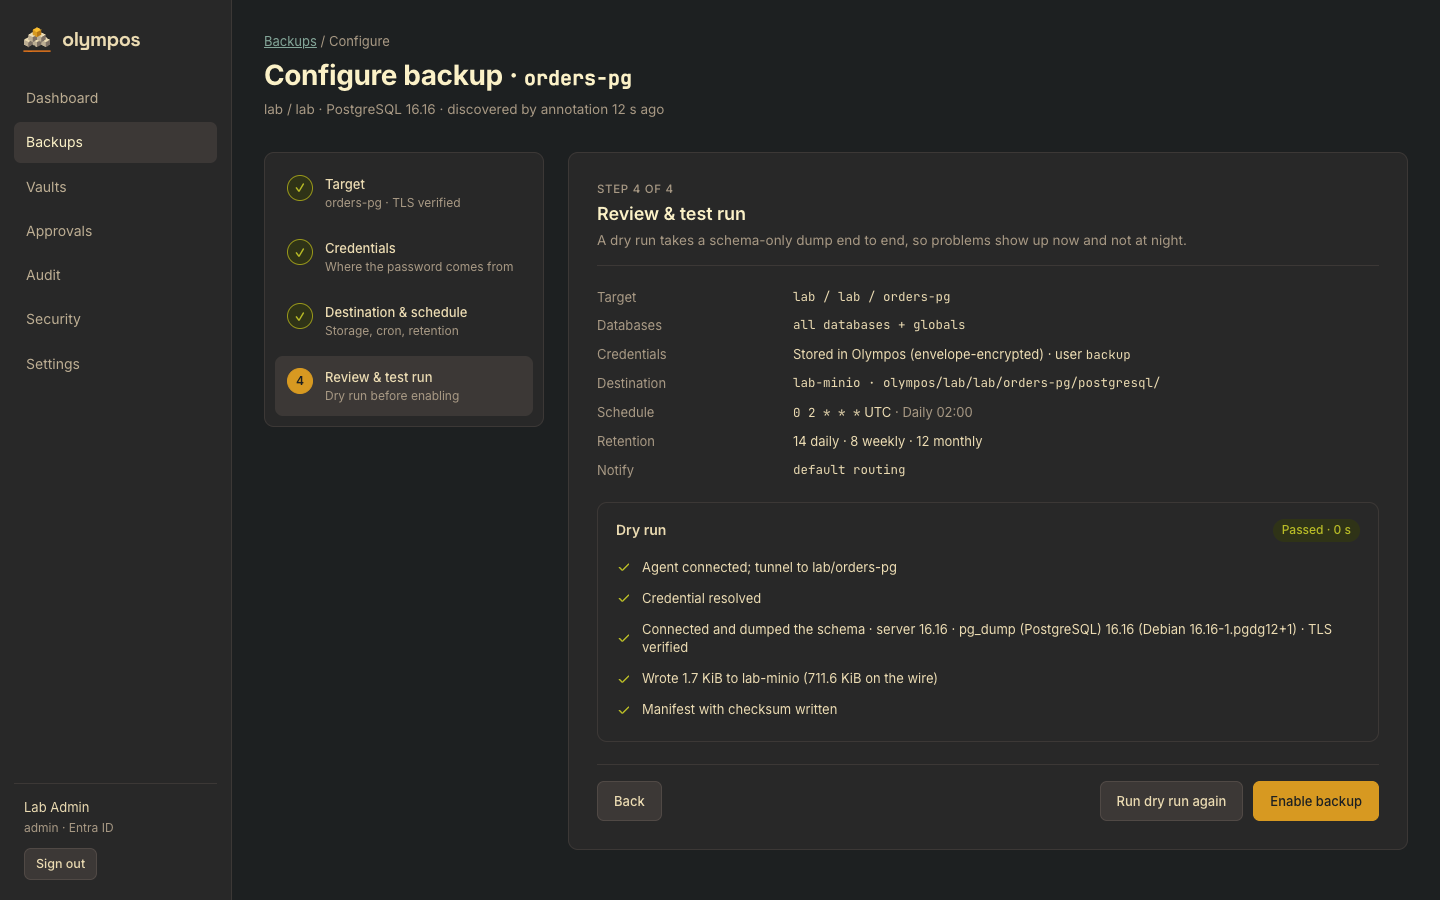 olympos
Dashboard
Backups
Vaults
Approvals
Audit
Security
Settings
Lab Admin
admin · Entra ID
Sign out
Backups / Configure
Configure backup · orders-pg
lab / lab · PostgreSQL 16.16 · discovered by annotation 12 s ago
Target
orders-pg · TLS verified
Credentials
Where the password comes from
Destination & schedule
Storage, cron, retention
4
Review & test run
Dry run before enabling
STEP 4 OF 4
Review & test run
A dry run takes a schema-only dump end to end, so problems show up now and not at night.
Target lab / lab / orders-pg
Databases all databases + globals
Credentials Stored in Olympos (envelope-encrypted) · user backup
Destination lab-minio · olympos/lab/lab/orders-pg/postgresql/
Schedule 0 2 * * * UTC · Daily 02:00
Retention 14 daily · 8 weekly · 12 monthly
Notify default routing
Dry run Passed · 0 s
Agent connected; tunnel to lab/orders-pg
Credential resolved
Connected and dumped the schema · server 16.16 · pg_dump (PostgreSQL) 16.16 (Debian 16.16-1.pgdg12+1) · TLS
verified
Wrote 1.7 KiB to lab-minio (711.6 KiB on the wire)
Manifest with checksum written
Back Run dry run again Enable backup